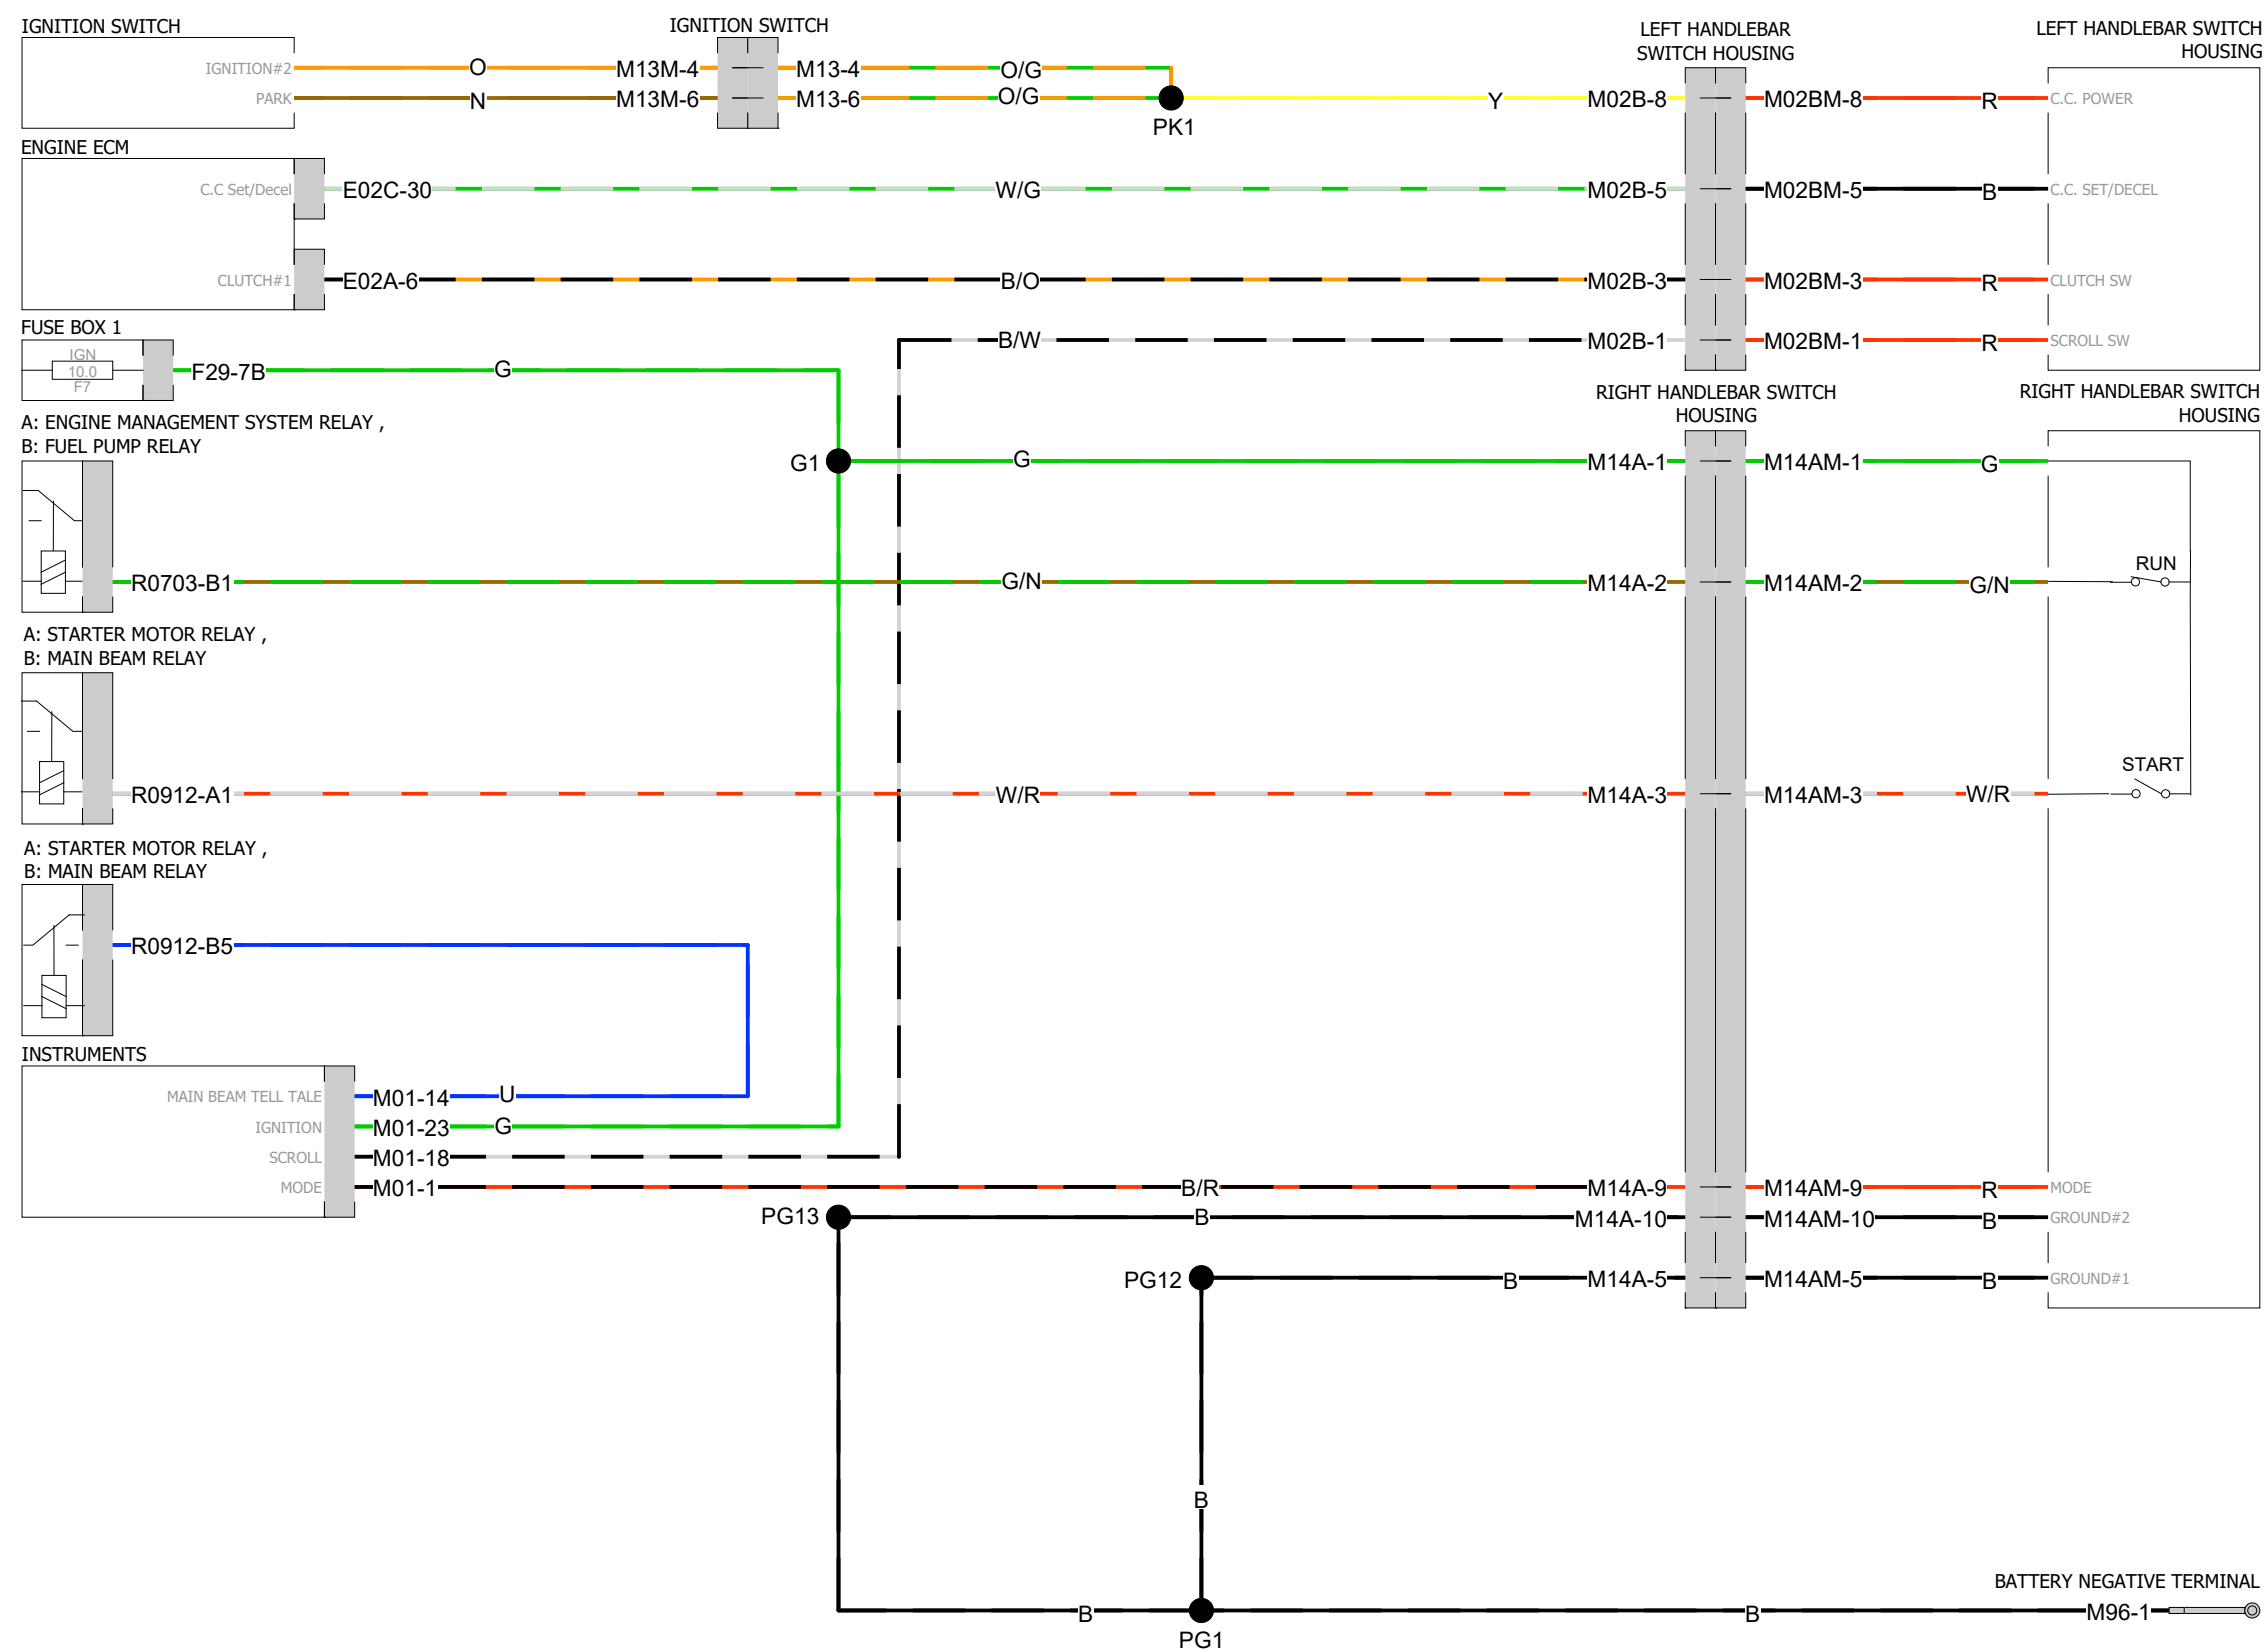 IGNITION SWITCH
IGNITION SWITCH
LEFT HANDLEBAR
SWITCH HOUSING
LEFT HANDLEBAR SWITCH
HOUSING
IGNITION#2 O M13M-4 M13-4 O/G
PARK N M13M-6 M13-6 O/G Y M02B-8 M02BM-8 R C.C. POWER
PK1
ENGINE ECM
C.C Set/Decel E02C-30 W/G M02B-5 M02BM-5 B C.C. SET/DECEL
CLUTCH#1 E02A-6 B/O M02B-3 M02BM-3 R CLUTCH SW
FUSE BOX 1
B/W M02B-1 M02BM-1 R SCROLL SW
IGN
10.0
F7
F29-7B G
RIGHT HANDLEBAR SWITCH
HOUSING
RIGHT HANDLEBAR SWITCH
HOUSING
A: ENGINE MANAGEMENT SYSTEM RELAY ,
B: FUEL PUMP RELAY
G1 G M14A-1 M14AM-1 G
RUN
R0703-B1 G/N M14A-2 M14AM-2 G/N
A: STARTER MOTOR RELAY ,
B: MAIN BEAM RELAY
START
R0912-A1 W/R M14A-3 M14AM-3 W/R
A: STARTER MOTOR RELAY ,
B: MAIN BEAM RELAY
R0912-B5
INSTRUMENTS
MAIN BEAM TELL TALE M01-14 U
IGNITION M01-23 G
SCROLL M01-18
MODE M01-1 B/R M14A-9 M14AM-9 R MODE
PG13 B M14A-10 M14AM-10 B GROUND#2
PG12 B M14A-5 M14AM-5 B GROUND#1
B
BATTERY NEGATIVE TERMINAL
B B M96-1
PG1